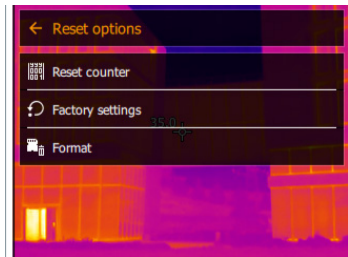 Reset options
Reset counter
Factory settings
35.0
Format